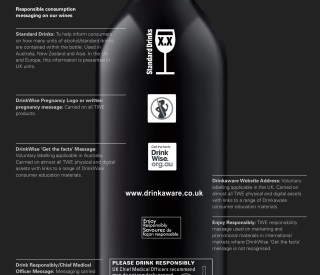 Responsible consumption
messaging on our wines
Standard Drinks: To help inform consumers
on how many units of alcohol/standard drinks
are contained within the bottle. Used in
Australia, New Zealand and Asia. In the UK
and Europe, this information is presented in
UK units.
DrinkWise Pregnancy Logo or written
pregnancy message: Carried on all TWE
products.
DrinkWise 'Get the facts' Message:
Voluntary labelling applicable in Australia.
Carried on almost all TWE physical and digital
assets with links to a range of DrinkWise
consumer education materials.
Responsible Drinking/Chief Medical
Officer Message: Messaging carried
Standard Drinks
X.X
Get the facts
Drink
Wise.
org.au
www.drinkaware.co.uk
Enjoy
Responsibly
Savourez de
façon responsable
PLEASE DRINK RESPONSIBLY
UK Chief Medical Officers recommend
Drinkaware Website Address: Voluntary
labelling applicable in the UK. Carried on
almost all TWE physical and digital assets
with links to a range of Drinkaware
consumer education materials.
Enjoy Responsibly: TWE responsibility
message used on marketing and
promotional materials in international
markets where DrinkWise 'Get the facts'
message is not recognised.